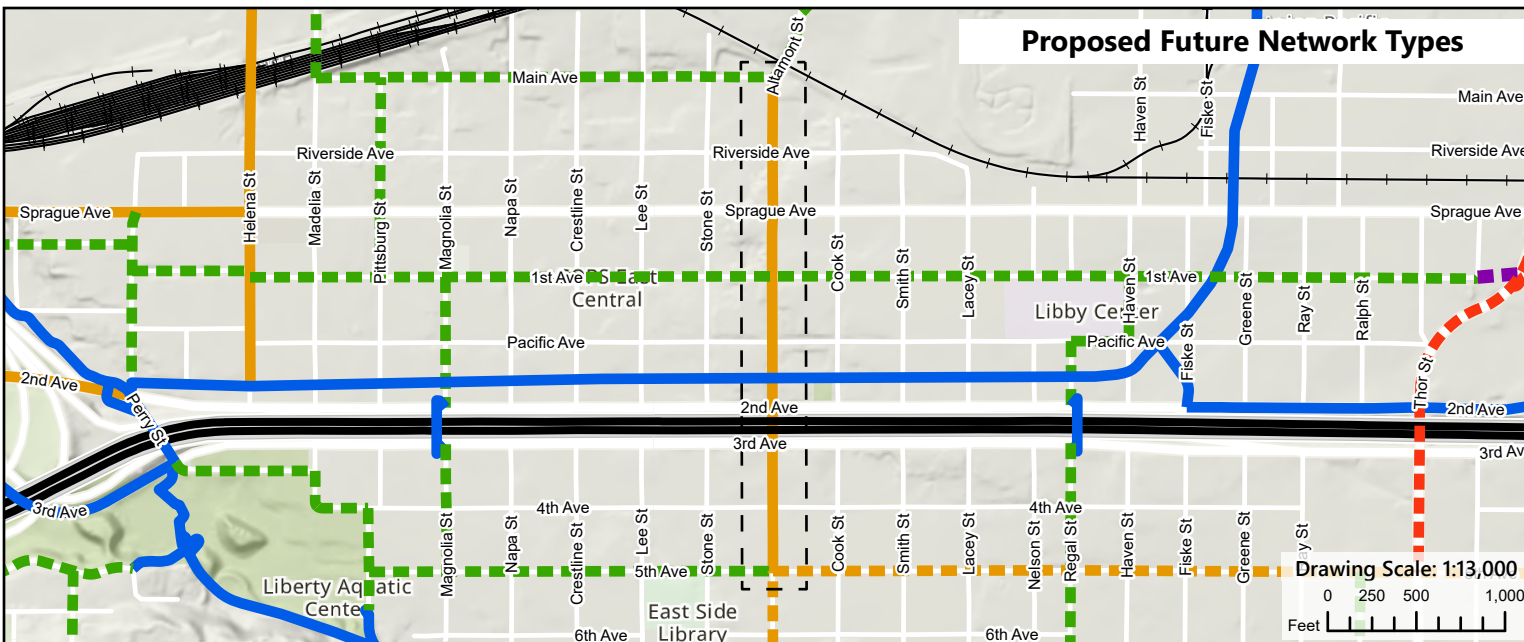 Proposed Future Network Types
Altamont St
Main Ave
Haven St
Fiske St
Main Ave
Riverside Ave
Riverside Ave
Riverside Ave
Sprague Ave
Helena St
Madelia St
Pittsburg St
Magnolia St
Napa St
Crestline St
Lee St
Stone St
Sprague Ave
Sprague Ave
1st Ave
Central
Cook St
Smith St
Lacey St
Haven St
1st Ave
Libby Center
Greene St
Ray St
Ralph St
Pacific Ave
Pacific Ave
Fiske St
2nd Ave
Perry St
2nd Ave
Thor St
2nd Ave
3rd Ave
3rd Av
3rd Ave
4th Ave
4th Ave
Magnolia St
Napa St
Crestline St
Lee St
Stone St
Cook St
Smith St
Lacey St
Nelson St
Regal St
Haven St
Fiske St
Greene St
ay St
5th Ave
Liberty Aquatic
Cente
East Side
Library
6th Ave
6th Ave
Drawing Scale: 1:13,000
0 250 500 1,000
Feet